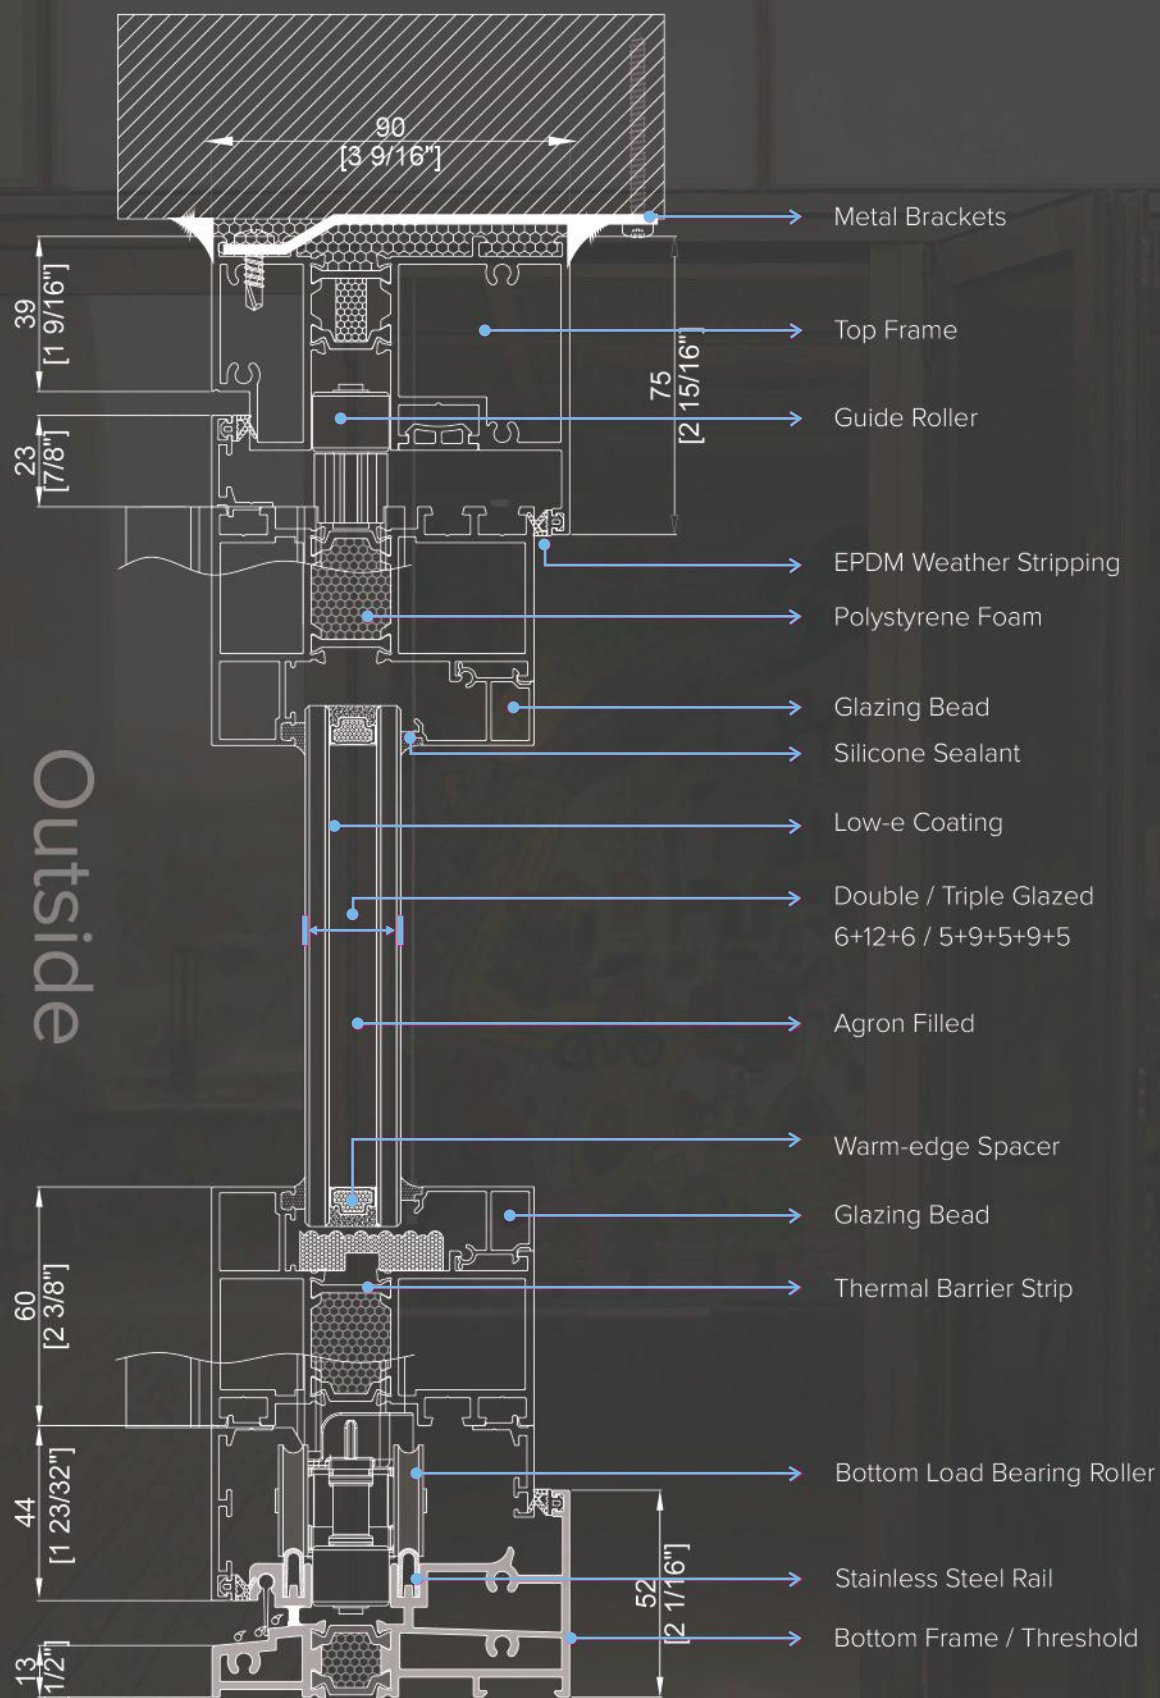 90
[3 9/16"]
Metal Brackets
39
[1 9/16"]
Top Frame
75
[2 15/16"]
Guide Roller
23
[7/8"]
EPDM Weather Stripping
Polystyrene Foam
Glazing Bead
Silicone Sealant
Outside
Low-e Coating
Double / Triple Glazed
6+12+6 / 5+9+5+9+5
Agron Filled
Warm-edge Spacer
Glazing Bead
60
[2 3/8"]
Thermal Barrier Strip
Bottom Load Bearing Roller
44
[1 23/32"]
Stainless Steel Rail
52
[2 1/16"]
Bottom Frame / Threshold
13
1/2"]